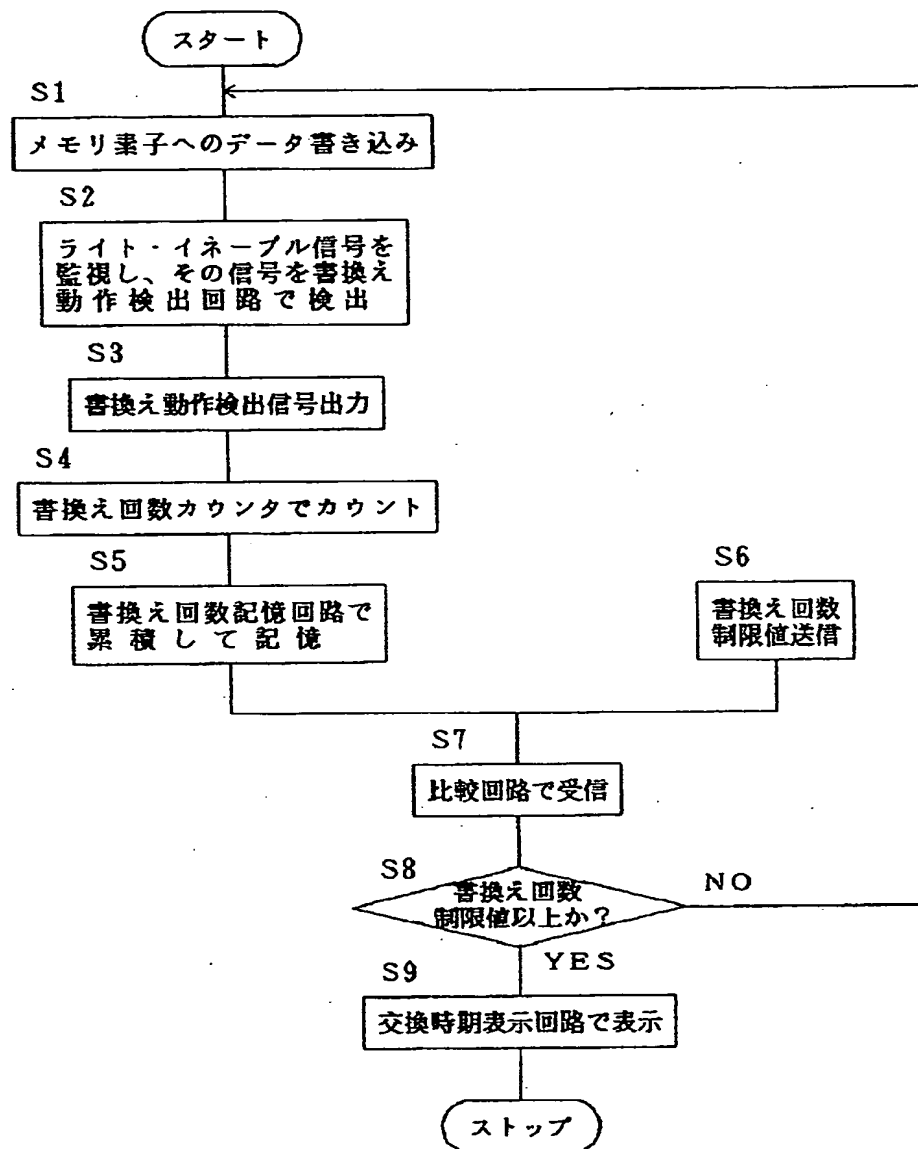 スタート
S1
メモリ素子へのデータ書き込み
S2
ライト・イネーブル信号を
監視し、その信号を書換え
動作検出回路で検出
S3
書換え動作検出信号出力
S4
書換え回数カウンタでカウント
S5
書換え回数記憶回路で
累積して記憶
S6
書換え回数
制限値送信
S7
比較回路で受信
S8
書換え回数
制限値以上か?
NO
YES
S9
交換時期表示回路で表示
ストップ